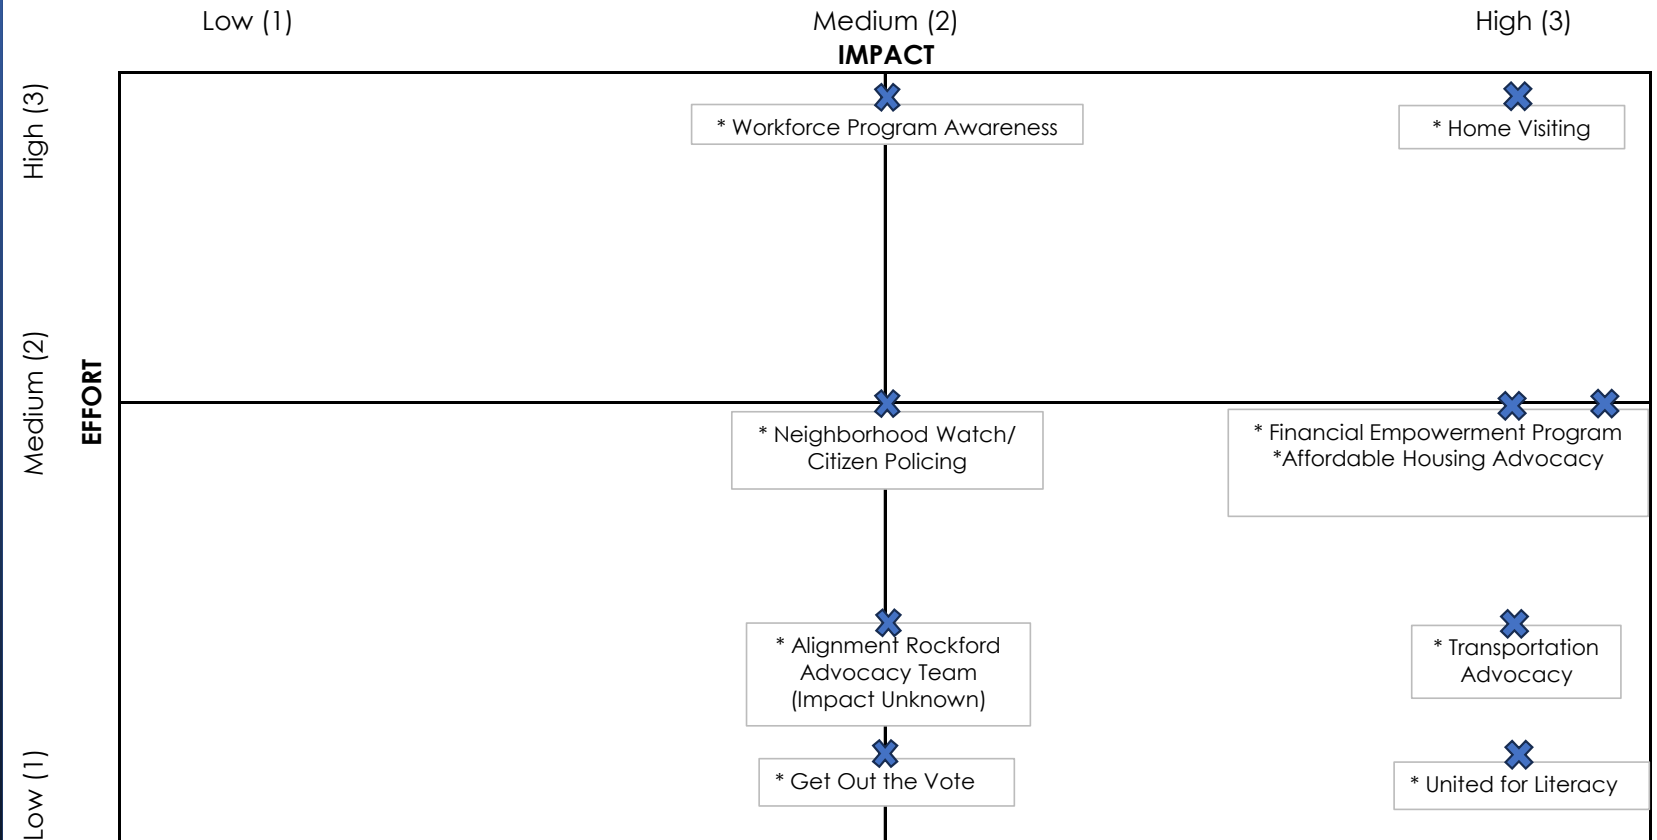 Low (1)
Medium (2)
High (3)
IMPACT
High (3)
* Workforce Program Awareness
* Home Visiting
Medium (2)
EFFORT
* Neighborhood Watch/
Citizen Policing
* Financial Empowerment Program
*Affordable Housing Advocacy
* Alignment Rockford
Advocacy Team
(Impact Unknown)
* Transportation
Advocacy
Low (1)
* Get Out the Vote
* United for Literacy